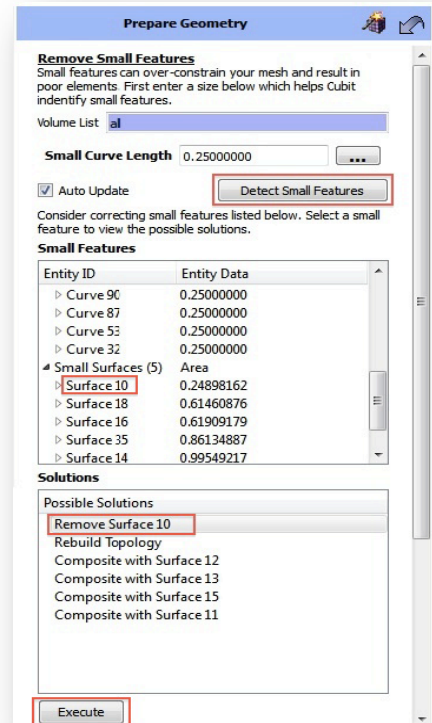 Prepare Geometry
Remove Small Features
Small features can over-constrain your mesh and result in
poor elements. First enter a size below which helps Cubit
indentify small features.
Volume List al
Small Curve Length 0.25000000 ...
Auto Update Detect Small Features
Consider correcting small features listed below. Select a small
feature to view the possible solutions.
Small Features
Entity ID Entity Data
Curve 90 0.25000000
Curve 87 0.25000000
Curve 53 0.25000000
Curve 32 0.25000000
Small Surfaces (5) Area
Surface 10 0.24898162
Surface 18 0.61460876
Surface 16 0.61909179
Surface 35 0.86134887
Surface 14 0.99549217
Solutions
Possible Solutions
Remove Surface 10
Rebuild Topology
Composite with Surface 12
Composite with Surface 13
Composite with Surface 15
Composite with Surface 11
Execute